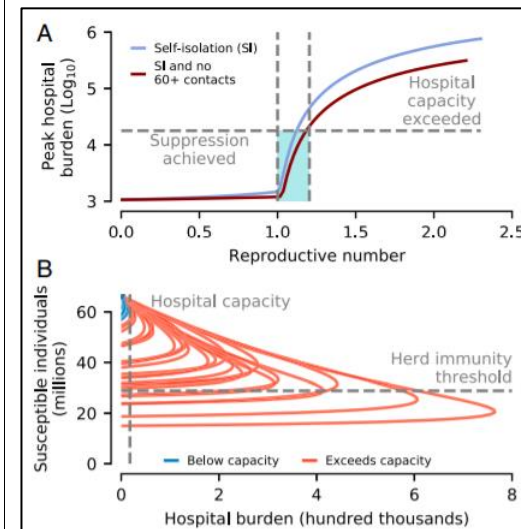 A
6
5
4
3
Peak hospital
burden (Log10)
Self-isolation (SI)
SI and no
60+ contacts
Hospital
capacity
exceeded
Suppression
achieved
0.0 0.5 1.0 1.5 2.0 2.5
Reproductive number
B
60
40
20
0
Susceptible individuals
(millions)
Hospital capacity
Herd immunity
threshold
Below capacity Exceeds capacity
0 2 4 6 8
Hospital burden (hundred thousands)